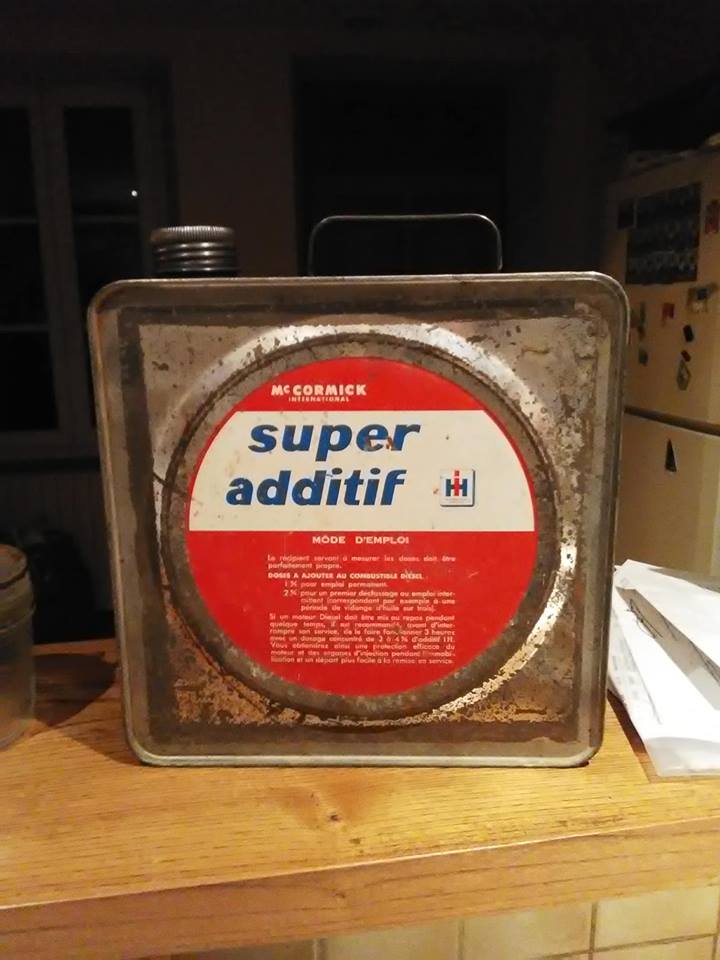 McCORMICK
INTERNATIONAL
super
additif
IH
MODE D'EMPLOI
Le récipient servant à mesurer les doses doit être
parfaitement propre.
DOSES A AJOUTER AU COMBUSTIBLE DIESEL
1 % pour emploi permanent.
2 % pour un premier décrassage ou emploi inter-
mittent (correspondant par exemple à une
période de vidange d'huile sur trois).
Si un moteur Diesel doit être mis au repos pendant
quelque temps, il est recommandé, avant d'inter-
rompre son service, de le faire fonctionner 3 heures
avec un dosage concentré de 3 à 4 % d'additif IH.
Vous obtiendrez ainsi une protection efficace du
moteur et des organes d'injection pendant l'immobi-
lisation et un départ plus facile à la remise en service.